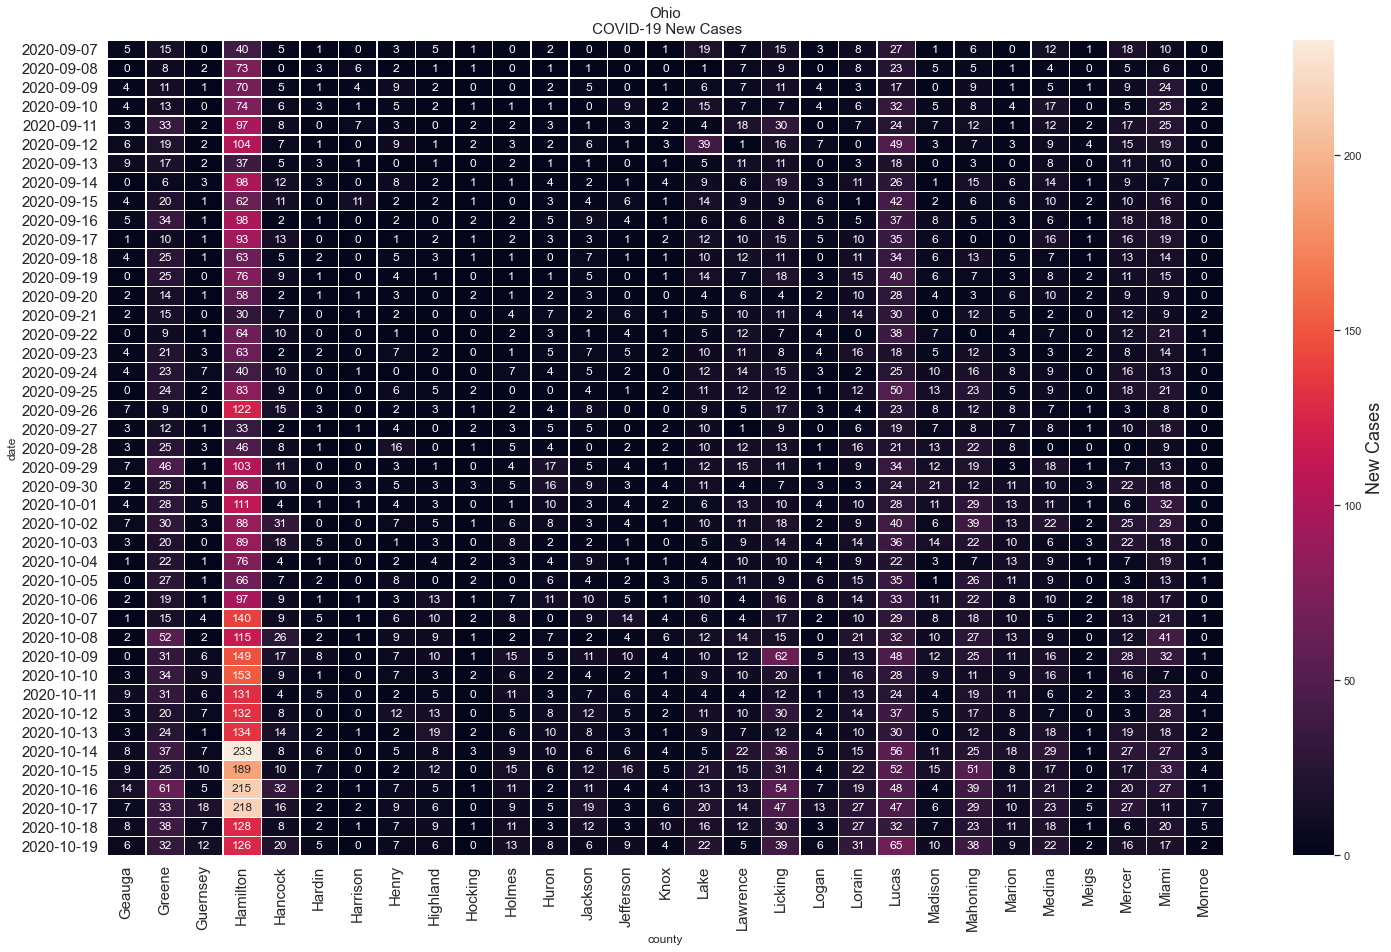 Ohio
COVID-19 New Cases
2020-09-07 5 15 0 40 5 1 0 3 5 1 0 2 0 0 1 19 7 15 3 8 27 1 6 0 12 1 18 10 0
2020-09-08 0 8 2 73 0 3 6 2 1 1 0 1 1 0 0 1 7 9 0 8 23 5 5 1 4 0 5 6 0
2020-09-09 4 11 1 70 5 1 4 9 2 0 0 2 5 0 1 6 7 11 4 3 17 0 9 1 5 1 9 24 0
2020-09-10 4 13 0 74 6 3 1 5 2 1 1 1 0 9 2 15 7 7 4 6 32 5 8 4 17 0 5 25 2
2020-09-11 3 33 2 97 8 0 7 3 0 2 2 3 1 3 2 4 18 30 0 7 24 7 12 1 12 2 17 25 0
2020-09-12 6 19 2 104 7 1 0 9 1 2 3 2 6 1 3 39 1 16 7 0 49 3 7 3 9 4 15 19 0
2020-09-13 9 17 2 37 5 3 1 0 1 0 2 1 1 0 1 5 11 11 0 3 18 0 3 0 8 0 11 10 0
2020-09-14 0 6 3 98 12 3 0 8 2 1 1 4 2 1 4 9 6 19 3 11 26 1 15 6 14 1 9 7 0
2020-09-15 4 20 1 62 11 0 11 2 2 1 0 3 4 6 1 14 9 9 6 1 42 2 6 6 10 2 10 16 0
2020-09-16 5 34 1 98 2 1 0 2 0 2 2 5 9 4 1 6 6 8 5 5 37 8 5 3 6 1 18 18 0
2020-09-17 1 10 1 93 13 0 0 1 2 1 2 3 3 1 2 12 10 15 5 10 35 6 0 0 16 1 16 19 0
2020-09-18 4 25 1 63 5 2 0 5 3 1 1 0 7 1 1 10 12 11 0 11 34 6 13 5 7 1 13 14 0
2020-09-19 0 25 0 76 9 1 0 4 1 0 1 1 5 0 1 14 7 18 3 15 40 6 7 3 8 2 11 15 0
2020-09-20 2 14 1 58 2 1 1 3 0 2 1 2 3 0 0 4 6 4 2 10 28 4 3 6 10 2 9 9 0
2020-09-21 2 15 0 30 7 0 1 2 0 0 4 7 2 6 1 5 10 11 4 14 30 0 12 5 2 0 12 9 2
2020-09-22 0 9 1 64 10 0 0 1 0 0 2 3 1 4 1 5 12 7 4 0 38 7 0 4 7 0 12 21 1
2020-09-23 4 21 3 63 2 2 0 7 2 0 1 5 7 5 2 10 11 8 4 16 18 5 12 3 3 2 8 14 1
2020-09-24 4 23 7 40 10 0 1 0 0 0 7 4 5 2 0 12 14 15 3 2 25 10 16 8 9 0 16 13 0
2020-09-25 0 24 2 83 9 0 0 6 5 2 0 0 4 1 2 11 12 12 1 12 50 13 23 5 9 0 18 21 0
2020-09-26 7 9 0 122 15 3 0 2 3 1 2 4 8 0 0 9 5 17 3 4 23 8 12 8 7 1 3 8 0
2020-09-27 3 12 1 33 2 1 1 4 0 2 3 5 5 0 2 10 1 9 0 6 19 7 8 7 8 1 10 18 0
2020-09-28 3 25 3 46 8 1 0 16 0 1 5 4 0 2 2 10 12 13 1 16 21 13 22 8 0 0 0 9 0
2020-09-29 7 46 1 103 11 0 0 3 1 0 4 17 5 4 1 12 15 11 1 9 34 12 19 3 18 1 7 13 0
2020-09-30 2 25 1 86 10 0 3 5 3 3 5 16 9 3 4 11 4 7 3 3 24 21 12 11 10 3 22 18 0
2020-10-01 4 28 5 111 4 1 1 4 3 0 1 10 3 4 2 6 13 10 4 10 28 11 29 13 11 1 6 32 0
2020-10-02 7 30 3 88 31 0 0 7 5 1 6 8 3 4 1 10 11 18 2 9 40 6 39 13 22 2 25 29 0
2020-10-03 3 20 0 89 18 5 0 1 3 0 8 2 2 1 0 5 9 14 4 14 36 14 22 10 6 3 22 18 0
2020-10-04 1 22 1 76 4 1 0 2 4 2 3 4 9 1 1 4 10 10 4 9 22 3 7 13 9 1 7 19 1
2020-10-05 0 27 1 66 7 2 0 8 0 2 0 6 4 2 3 5 11 9 6 15 35 1 26 11 9 0 3 13 1
2020-10-06 2 19 1 97 9 1 1 3 13 1 7 11 10 5 1 10 4 16 8 14 33 11 22 8 10 2 18 17 0
2020-10-07 1 15 4 140 9 5 1 6 10 2 8 0 9 14 4 6 4 17 2 10 29 8 18 10 5 2 13 21 1
2020-10-08 2 52 2 115 26 2 1 9 9 1 2 7 2 4 6 12 14 15 0 21 32 10 27 13 9 0 12 41 0
2020-10-09 0 31 6 149 17 8 0 7 10 1 15 5 11 10 4 10 12 62 5 13 48 12 25 11 16 2 28 32 1
2020-10-10 3 34 9 153 9 1 0 7 3 2 6 2 4 2 1 9 10 20 1 16 28 9 11 9 16 1 16 7 0
2020-10-11 9 31 6 131 4 5 0 2 5 0 11 3 7 6 4 4 4 12 1 13 24 4 19 11 6 2 3 23 4
2020-10-12 3 20 7 132 8 0 0 12 13 0 5 8 12 5 2 11 10 30 2 14 37 5 17 8 7 0 3 28 1
2020-10-13 3 24 1 134 14 2 1 2 19 2 6 10 8 3 1 9 7 12 4 10 30 0 12 8 14 1 19 18 2
2020-10-14 8 37 7 233 8 6 0 5 8 3 9 10 6 6 4 5 22 36 5 15 56 11 25 18 29 1 27 27 3
2020-10-15 9 25 10 189 10 7 0 2 12 0 15 6 12 16 5 21 15 31 4 22 52 15 51 8 17 0 17 33 4
2020-10-16 14 61 5 215 32 2 1 7 5 1 11 2 11 4 4 13 13 54 7 19 48 4 39 11 21 2 20 27 1
2020-10-17 7 33 18 218 16 2 2 9 6 0 9 5 19 3 6 20 14 47 13 27 47 6 29 10 23 5 27 11 7
2020-10-18 8 38 7 128 8 2 1 7 9 1 11 3 12 3 10 16 12 30 3 27 32 7 23 11 18 1 6 20 5
2020-10-19 6 32 12 126 20 5 0 7 6 0 13 8 6 9 4 22 5 39 6 31 65 10 38 9 22 2 16 17 2
Geauga Greene Guernsey Hamilton Hancock Hardin Harrison Henry Highland Hocking Holmes Huron Jackson Jefferson Knox Lake Lawrence Licking Logan Lorain Lucas Madison Mahoning Marion Medina Meigs Mercer Miami Monroe
county
date
200
150
100
50
0
New Cases